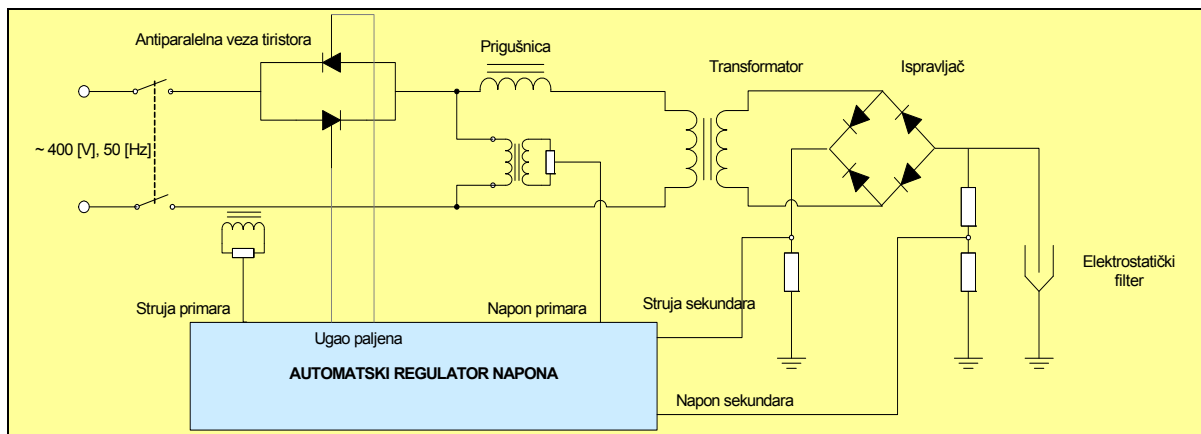 Antiparalelna veza tiristora
Prigušnica
Transformator
Ispravljač
~ 400 [V], 50 [Hz]
Elektrostatički
filter
Struja primara
Napon primara
Struja sekundara
Ugao paljena
AUTOMATSKI REGULATOR NAPONA
Napon sekundara